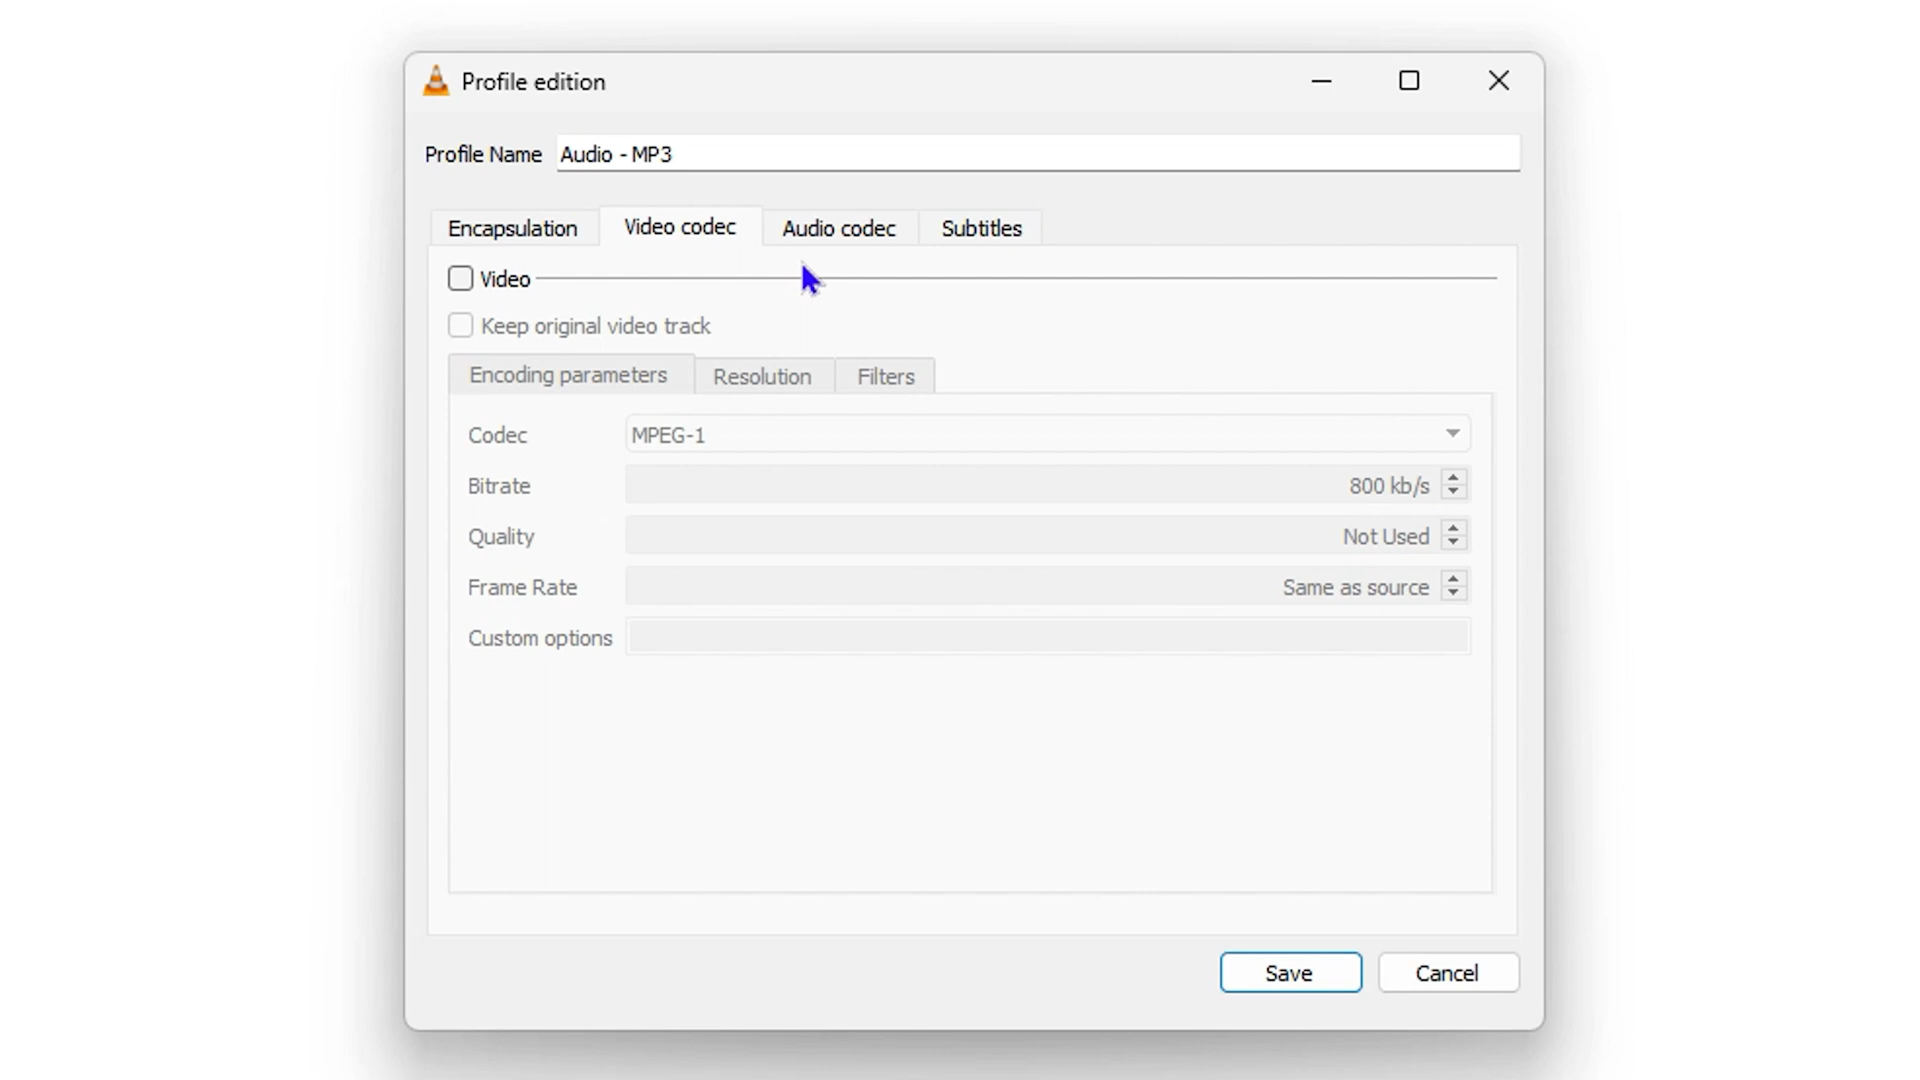 Profile edition
Profile Name Audio - MP3
Encapsulation Video codec Audio codec Subtitles
Video
Keep original video track
Encoding parameters Resolution Filters
Codec MPEG-1
Bitrate 800 kb/s
Quality Not Used
Frame Rate Same as source
Custom options
Save Cancel